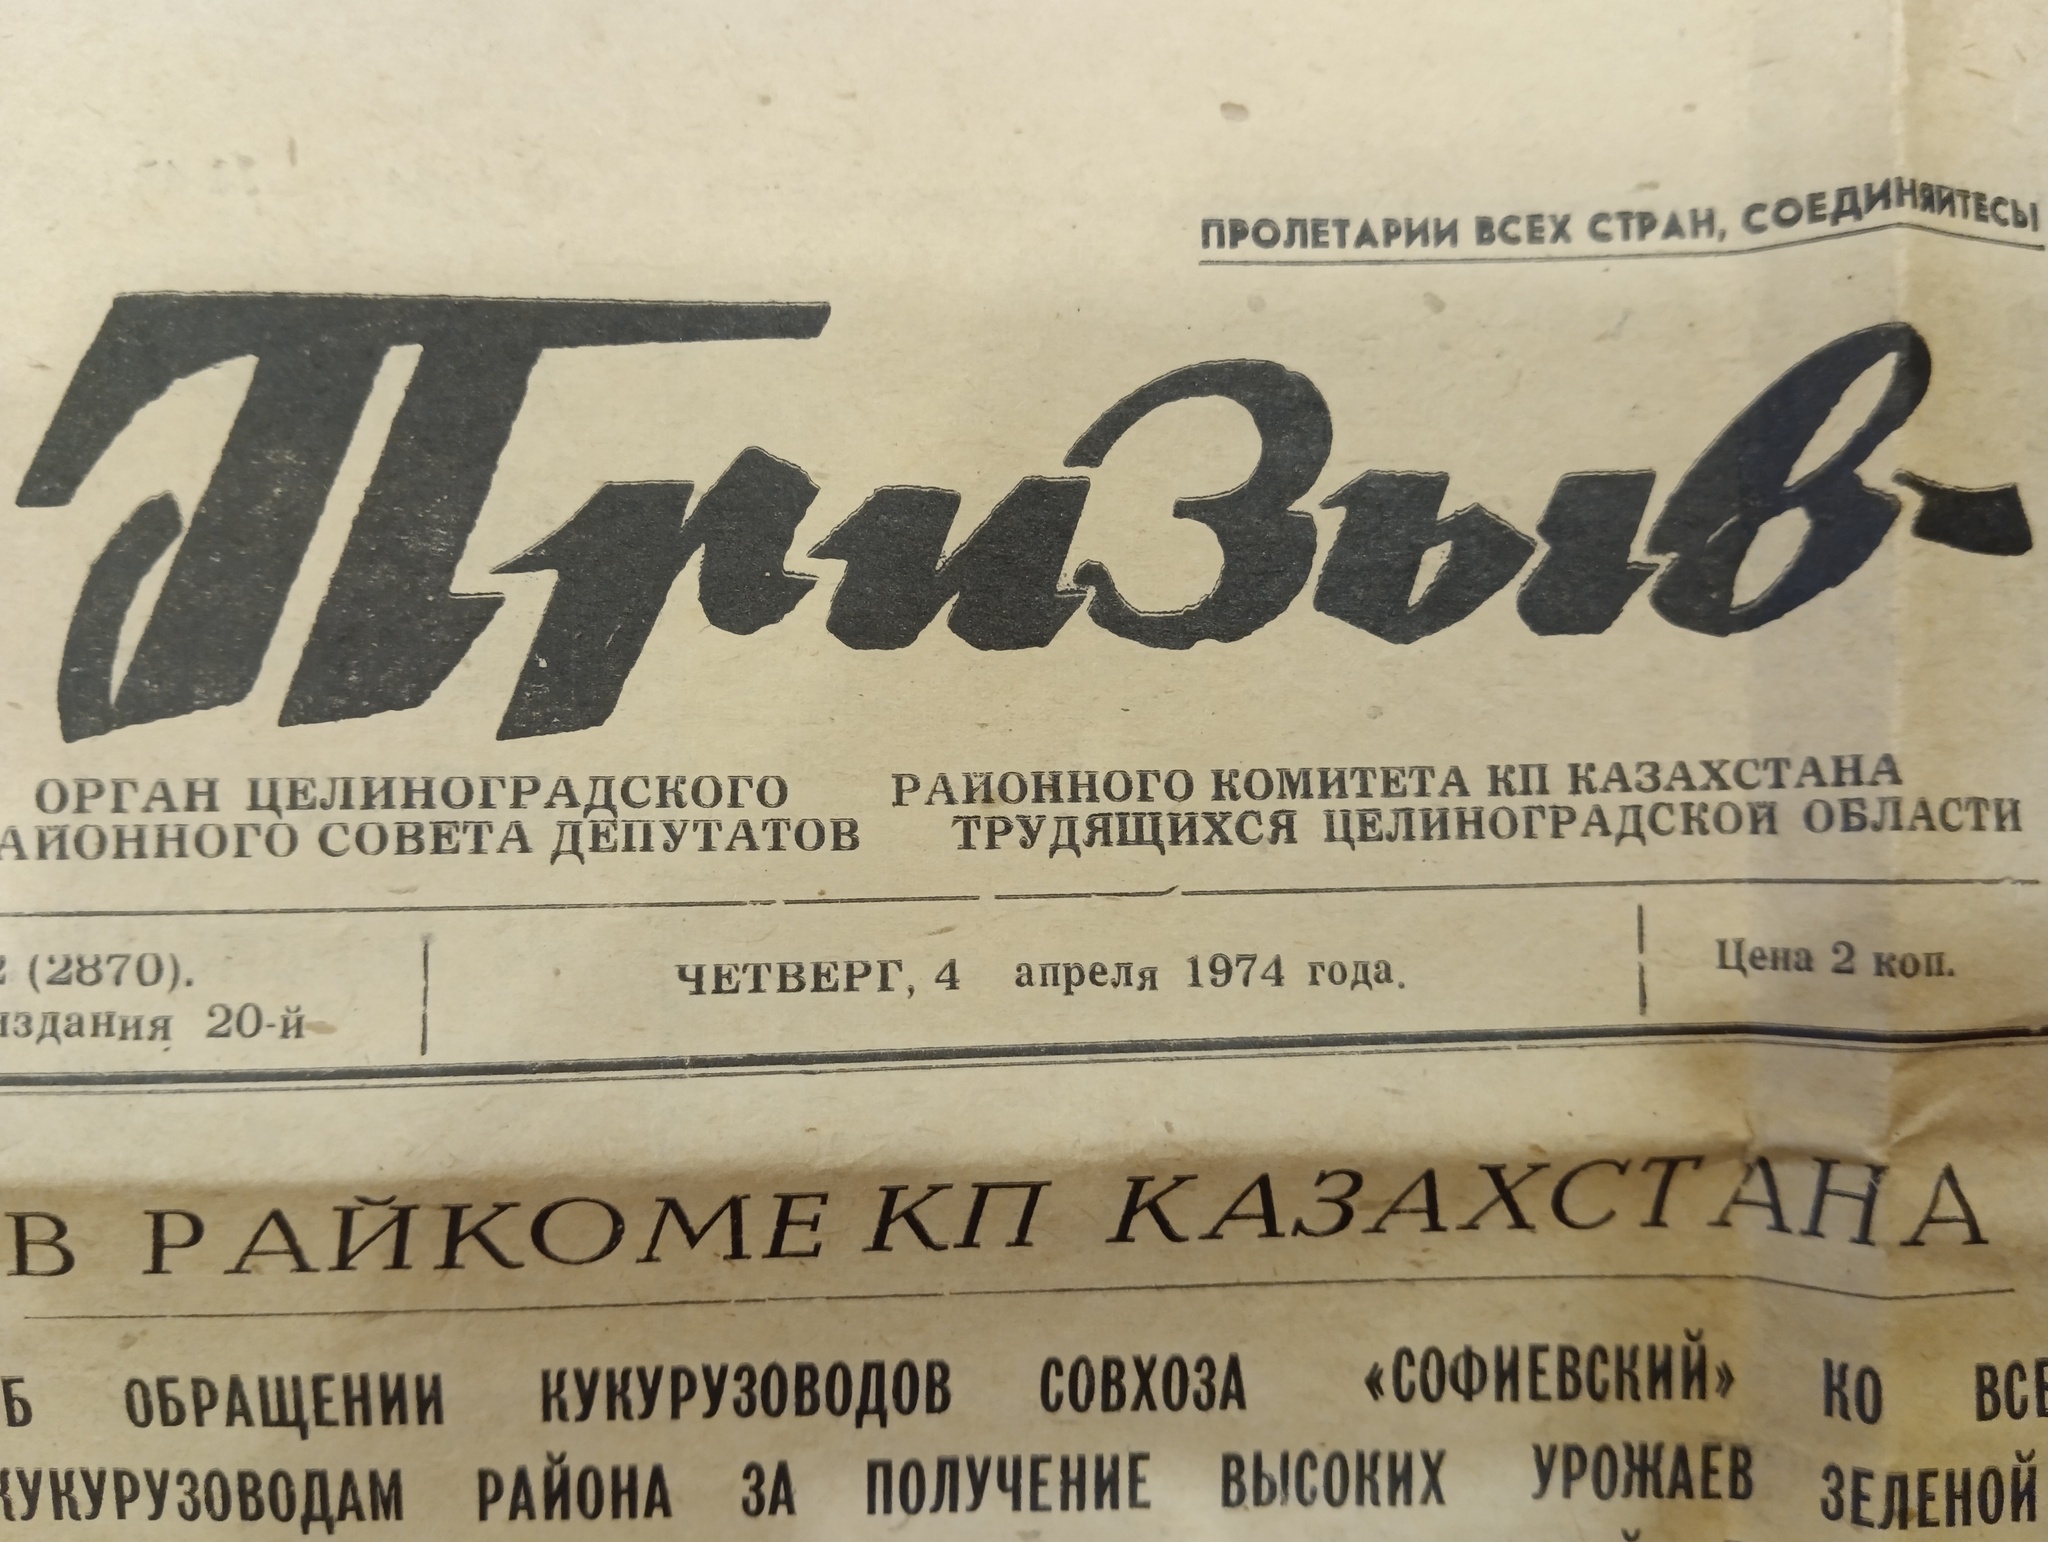 ПРОЛЕТАРИИ ВСЕХ СТРАН, СОЕДИНЯЙТЕСЬ!
Призыв
ОРГАН ЦЕЛИНОГРАДСКОГО РАЙОННОГО КОМИТЕТА КП КАЗАХСТАНА
АЙОННОГО СОВЕТА ДЕПУТАТОВ ТРУДЯЩИХСЯ ЦЕЛИНОГРАДСКОЙ ОБЛАСТИ
2 (2870).
издания 20-й
ЧЕТВЕРГ, 4 апреля 1974 года.
Цена 2 коп.
В РАЙКОМЕ КП КАЗАХСТАНА
Б ОБРАЩЕНИИ КУКУРУЗОВОДОВ СОВХОЗА «СОФИЕВСКИЙ» КО ВСЕ
КУКУРУЗОВОДАМ РАЙОНА ЗА ПОЛУЧЕНИЕ ВЫСОКИХ УРОЖАЕВ ЗЕЛЕНОЙ